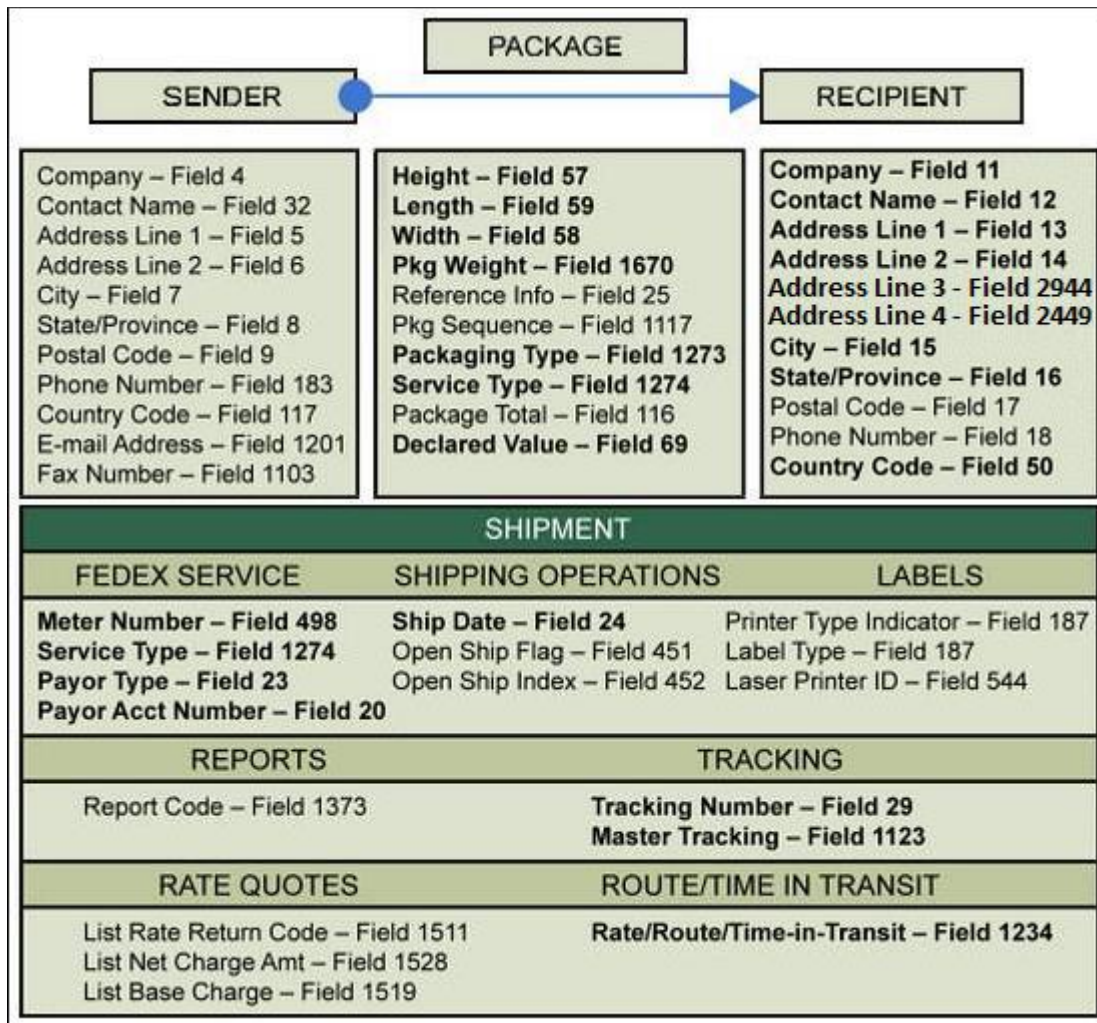 PACKAGE
SENDER
RECIPIENT
Company – Field 4
Contact Name – Field 32
Address Line 1 – Field 5
Address Line 2 – Field 6
City – Field 7
State/Province – Field 8
Postal Code – Field 9
Phone Number – Field 183
Country Code – Field 117
E-mail Address – Field 1201
Fax Number – Field 1103
Height – Field 57
Length – Field 59
Width – Field 58
Pkg Weight – Field 1670
Reference Info – Field 25
Pkg Sequence – Field 1117
Packaging Type – Field 1273
Service Type – Field 1274
Package Total – Field 116
Declared Value – Field 69
Company – Field 11
Contact Name – Field 12
Address Line 1 – Field 13
Address Line 2 – Field 14
Address Line 3 - Field 2944
Address Line 4 - Field 2449
City – Field 15
State/Province – Field 16
Postal Code – Field 17
Phone Number – Field 18
Country Code – Field 50
SHIPMENT
FEDEX SERVICE
Meter Number – Field 498
Service Type – Field 1274
Payor Type – Field 23
Payor Acct Number – Field 20
SHIPPING OPERATIONS
Ship Date – Field 24
Open Ship Flag – Field 451
Open Ship Index – Field 452
LABELS
Printer Type Indicator – Field 187
Label Type – Field 187
Laser Printer ID – Field 544
REPORTS
Report Code – Field 1373
TRACKING
Tracking Number – Field 29
Master Tracking – Field 1123
RATE QUOTES
List Rate Return Code – Field 1511
List Net Charge Amt – Field 1528
List Base Charge – Field 1519
ROUTE/TIME IN TRANSIT
Rate/Route/Time-in-Transit – Field 1234